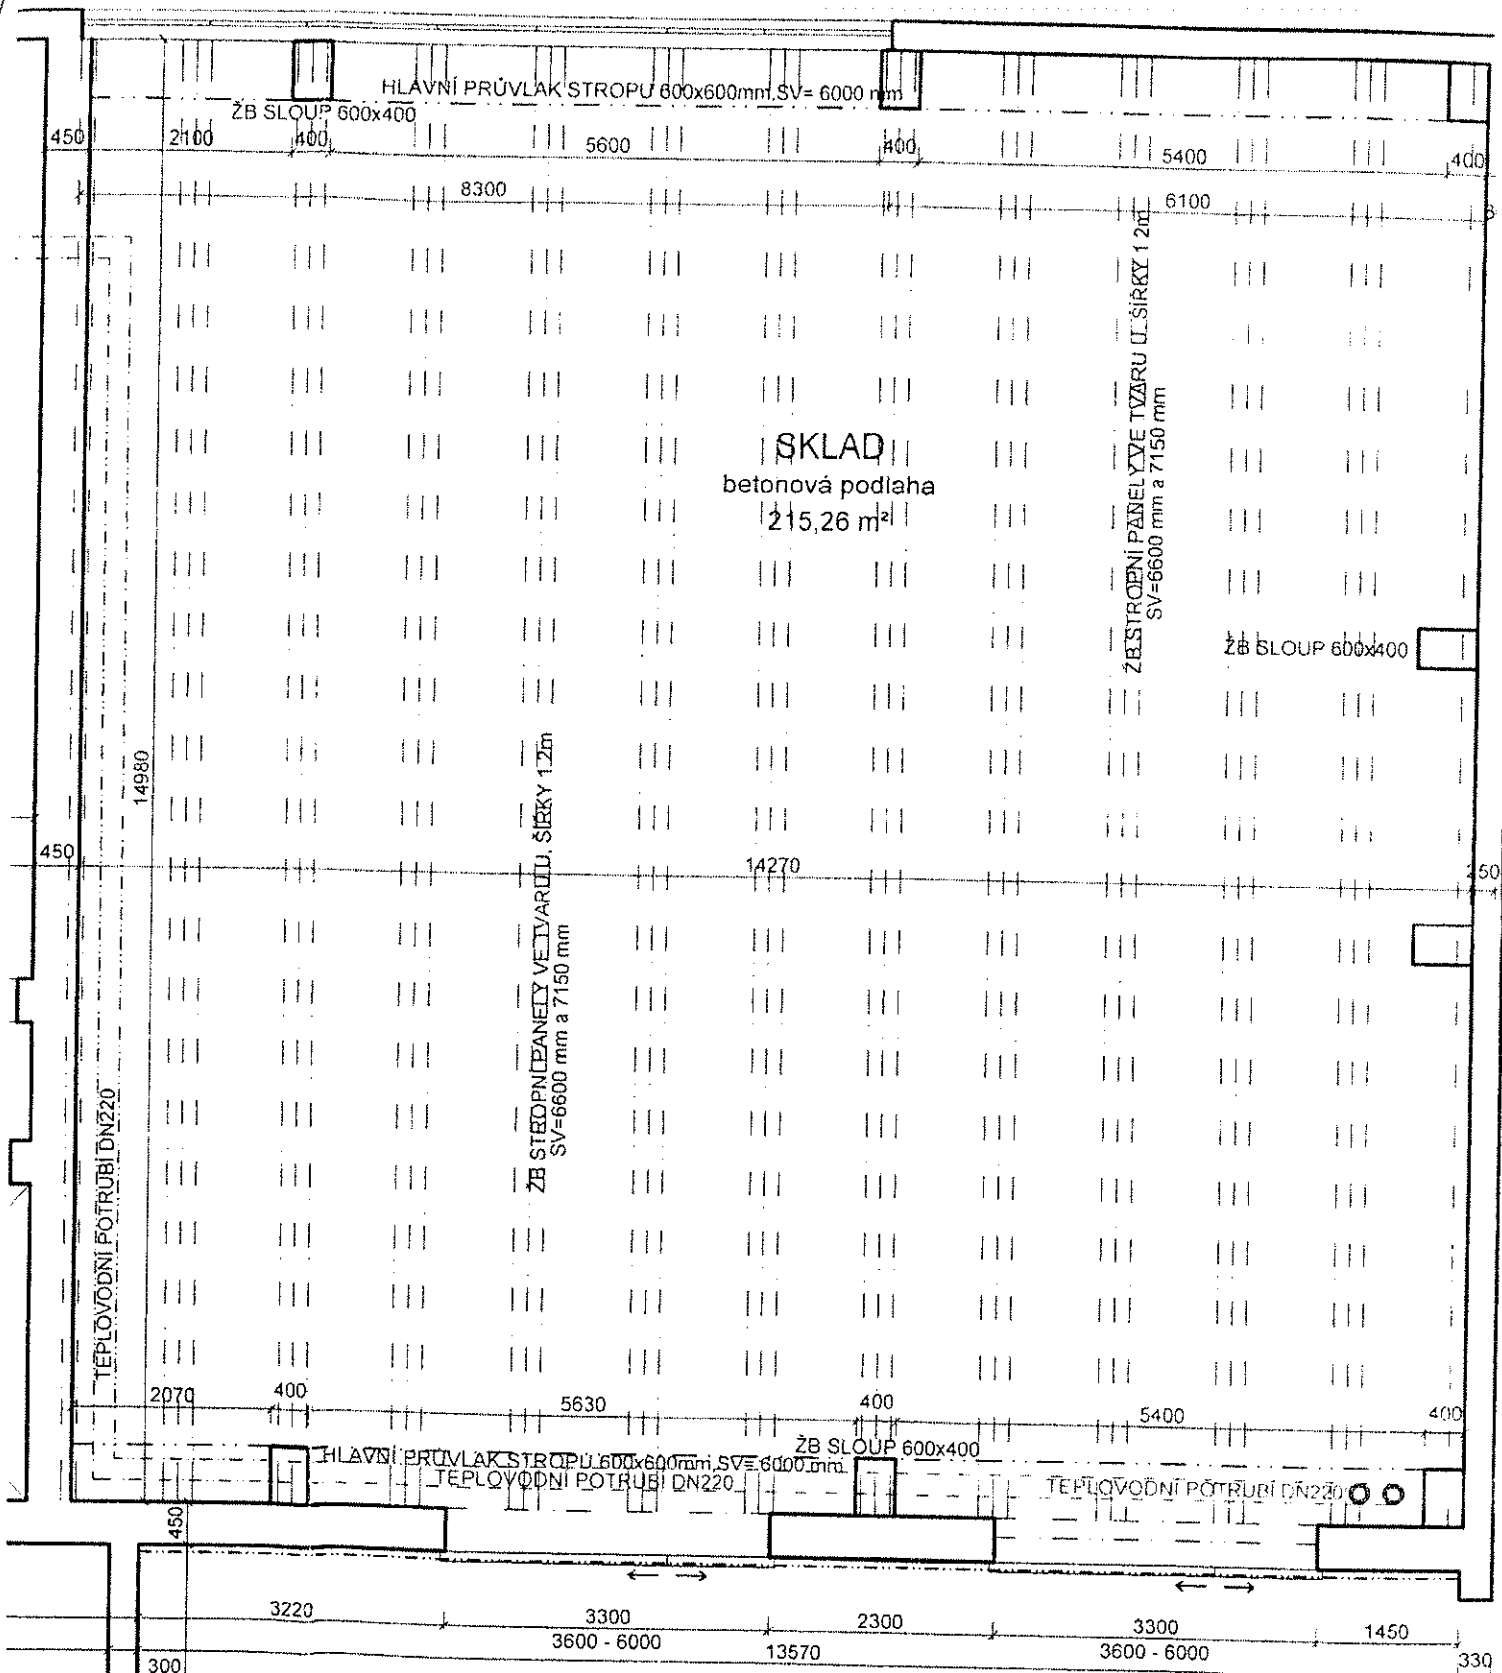 HLAVNÍ PRŮVLAK STROPU 600x600mm,SV= 6000 mm
ŽB SLOUP 600x400
450
2100
400
5600
400
5400
400
8300
6100
ŽB STROPNÍ PANELY VE TVARU U, ŠÍŘKY 1,2m
SV=6600 mm a 7150 mm
SKLAD
betonová podlaha
215,26 m²
ŽB SLOUP 600x400
14980
450
14270
250
ŽB STROPNÍ PANELY VE TVARU U, ŠÍŘKY 1,2m
SV=6600 mm a 7150 mm
TEPLOVODNÍ POTRUBÍ DN220
2070
400
5630
400
5400
400
HLAVNÍ PRŮVLAK STROPU 600x600mm,SV= 6000 mm
ŽB SLOUP 600x400
TEPLOVODNÍ POTRUBÍ DN220
TEPLOVODNÍ POTRUBÍ DN220
450
3220
3300
2300
3300
1450
3600 - 6000
13570
3600 - 6000
300
330